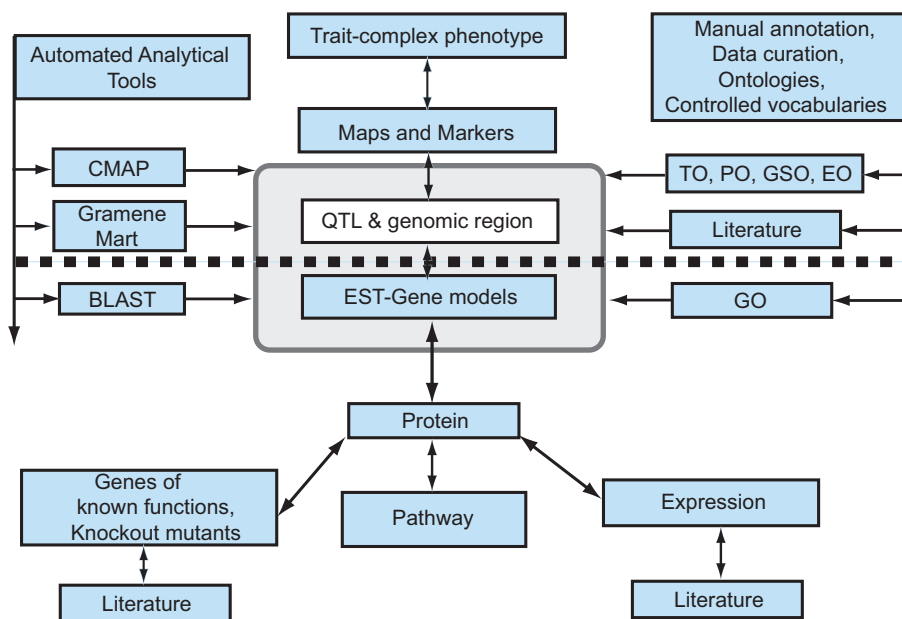 Automated Analytical
Tools
Trait-complex phenotype
Manual annotation,
Data curation,
Ontologies,
Controlled vocabularies
Maps and Markers
CMAP
TO, PO, GSO, EO
Gramene
Mart
QTL & genomic region
Literature
BLAST
EST-Gene models
GO
Protein
Genes of
known functions,
Knockout mutants
Pathway
Expression
Literature
Literature